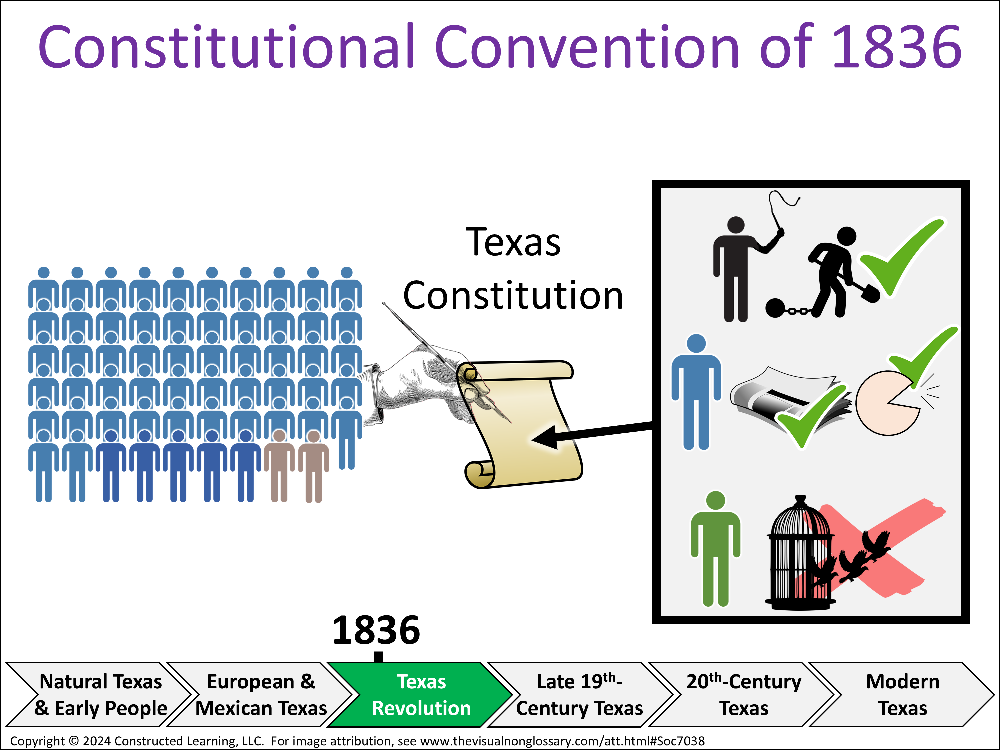 Constitutional Convention of 1836
Texas
Constitution
1836
Natural Texas
& Early People
European &
Mexican Texas
Texas
Revolution
Late 19th-
Century Texas
20th-Century
Texas
Modern
Texas
Copyright © 2024 Constructed Learning, LLC.  For image attribution, see www.thevisualnonglossary.com/att.html#Soc7038